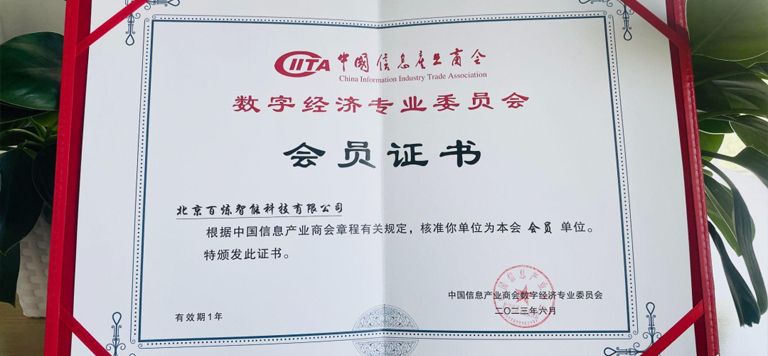 CIITA 中国信息产业商会
China Information Industry Trade Association
数字经济专业委员会
会员证书
北京百炼智能科技有限公司
根据中国信息产业商会章程有关规定，核准你单位为本会 会员 单位。
特颁发此证书。
中国信息产业商会数字经济专业委员会
有效期1年
二〇二三年六月